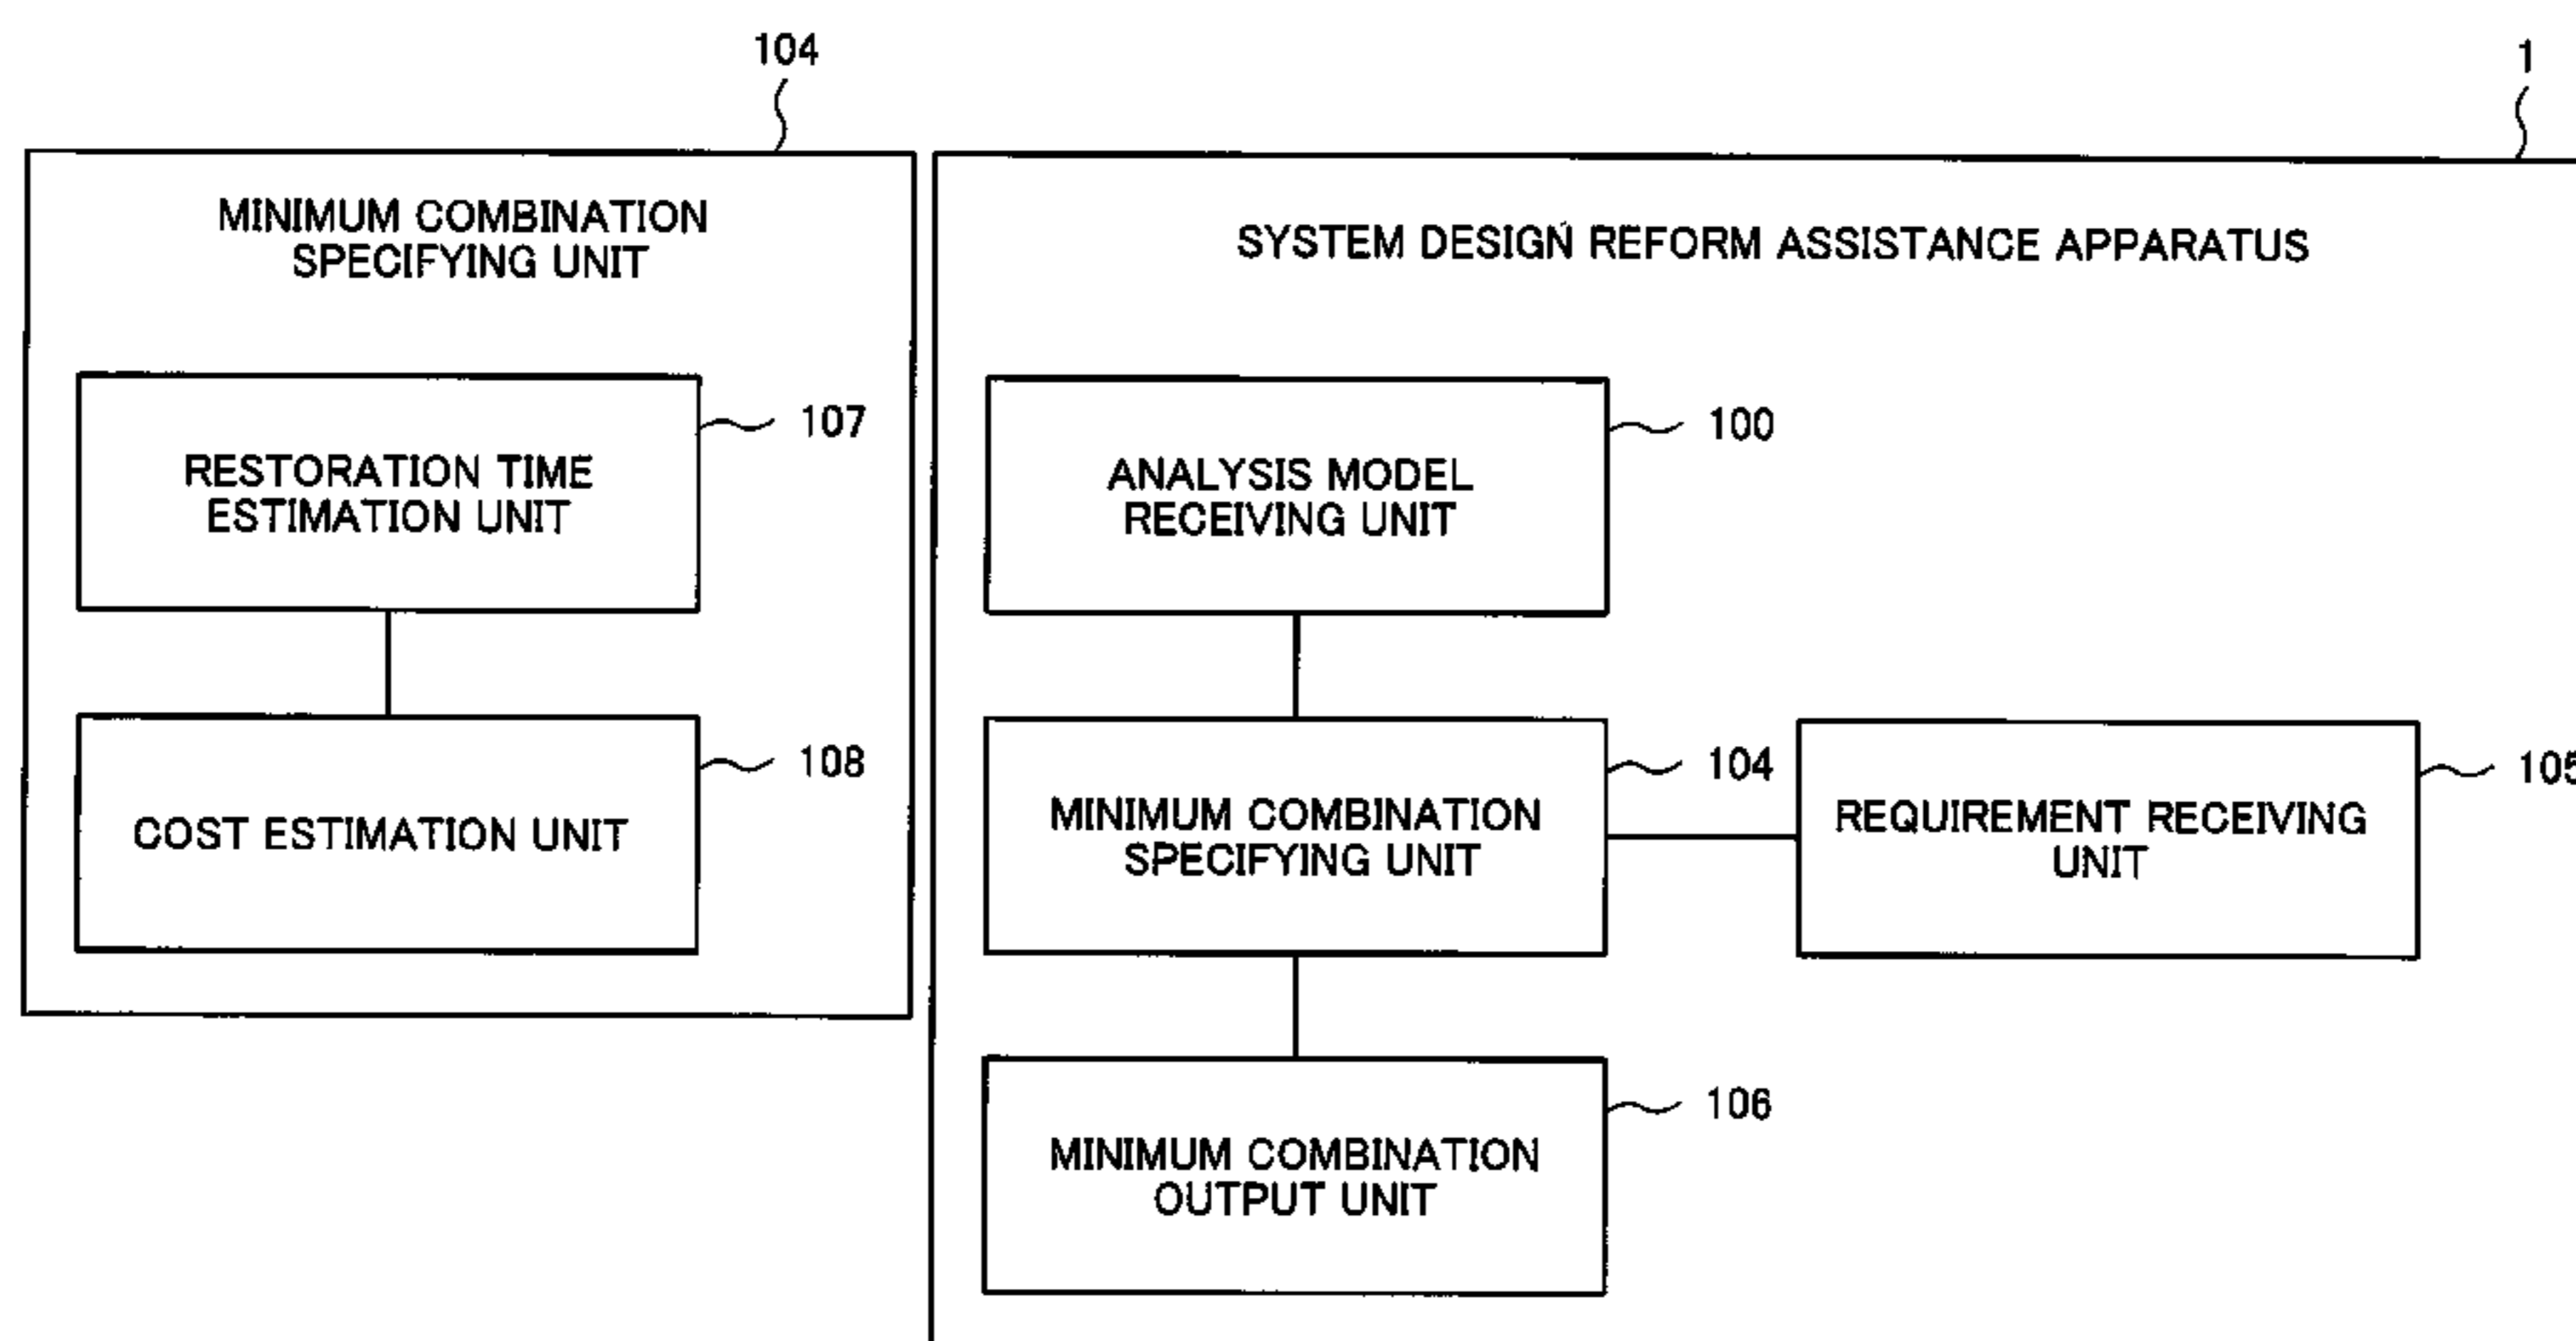 104
MINIMUM COMBINATION
SPECIFYING UNIT
107
RESTORATION TIME
ESTIMATION UNIT
108
COST ESTIMATION UNIT
1
SYSTEM DESIGN REFORM ASSISTANCE APPARATUS
100
ANALYSIS MODEL
RECEIVING UNIT
104
MINIMUM COMBINATION
SPECIFYING UNIT
105
REQUIREMENT RECEIVING
UNIT
106
MINIMUM COMBINATION
OUTPUT UNIT